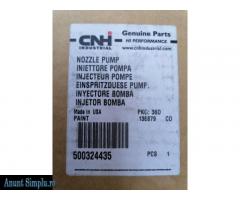 CNH
INDUSTRIAL
Genuine Parts
HI PERFORMANCE
cnhindustrial.com
NOZZLE PUMP
INIETTORE POMPA
INJECTEUR POMPE
EINSPRITZDUESE PUMP.
INYECTORE BOMBA
INJETOR BOMBA
Made in USA
PKG: 360
PAINT
136879 CO
500324435
PCS 1
Anunt Simplu.ro